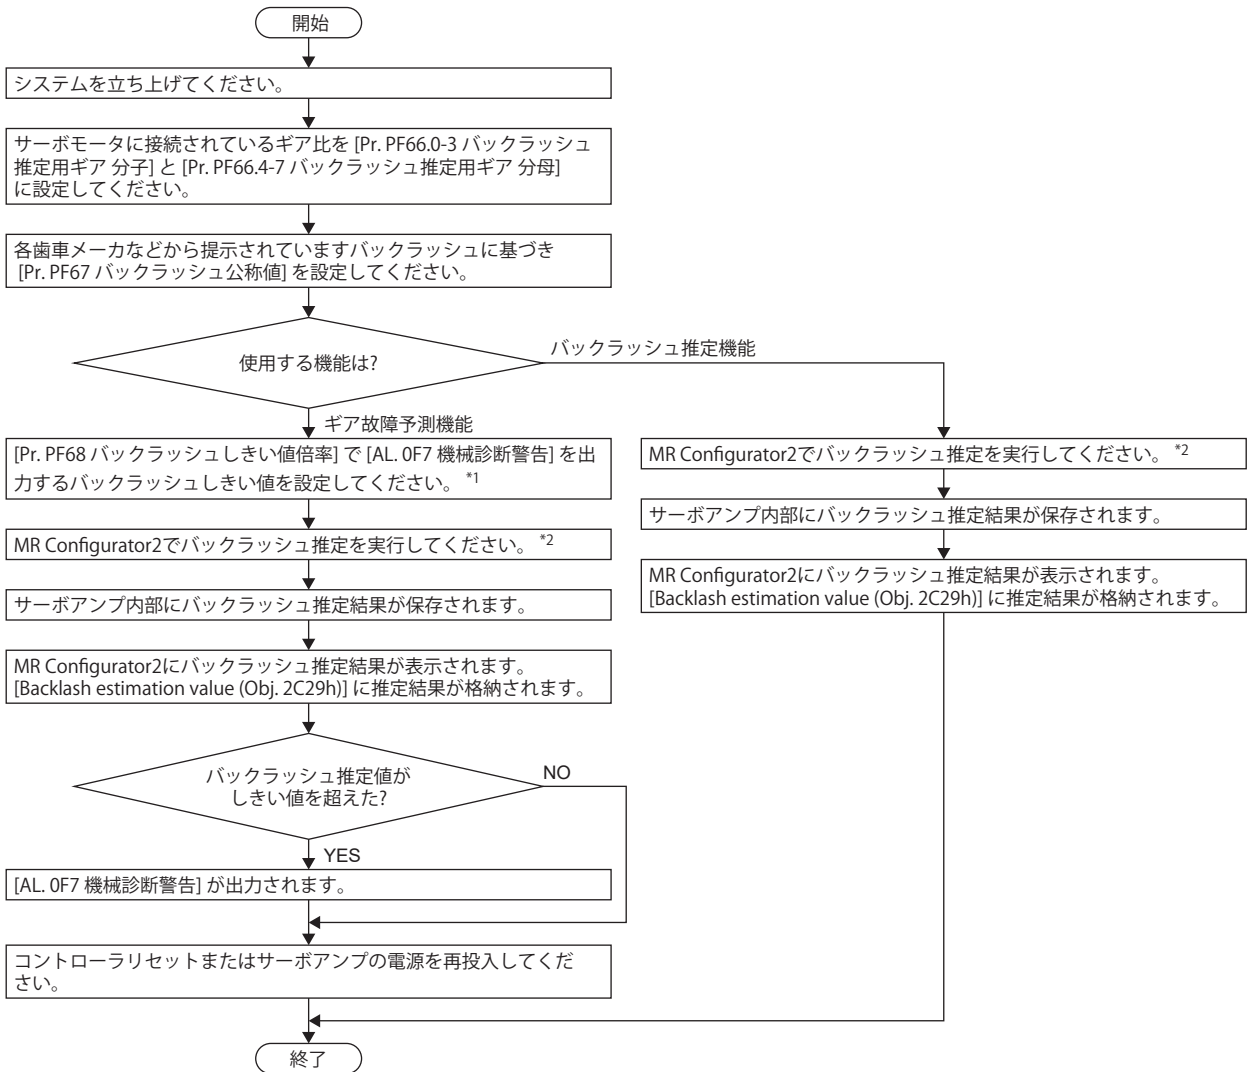 開始
システムを立ち上げてください。
サーボモータに接続されているギア比を [Pr. PF66.0-3 バックラッシュ
推定用ギア 分子] と [Pr. PF66.4-7 バックラッシュ推定用ギア 分母]
に設定してください。
各歯車メーカなどから提示されていますバックラッシュに基づき
[Pr. PF67 バックラッシュ公称値] を設定してください。
使用する機能は?
バックラッシュ推定機能
ギア故障予測機能
[Pr. PF68 バックラッシュしきい値倍率] で [AL. 0F7 機械診断警告] を出
力するバックラッシュしきい値を設定してください。 *1
MR Configurator2でバックラッシュ推定を実行してください。 *2
サーボアンプ内部にバックラッシュ推定結果が保存されます。
MR Configurator2にバックラッシュ推定結果が表示されます。
[Backlash estimation value (Obj. 2C29h)] に推定結果が格納されます。
バックラッシュ推定値が
しきい値を超えた?
NO
YES
[AL. 0F7 機械診断警告] が出力されます。
コントローラリセットまたはサーボアンプの電源を再投入してくだ
さい。
MR Configurator2でバックラッシュ推定を実行してください。 *2
サーボアンプ内部にバックラッシュ推定結果が保存されます。
MR Configurator2にバックラッシュ推定結果が表示されます。
[Backlash estimation value (Obj. 2C29h)] に推定結果が格納されます。
終了